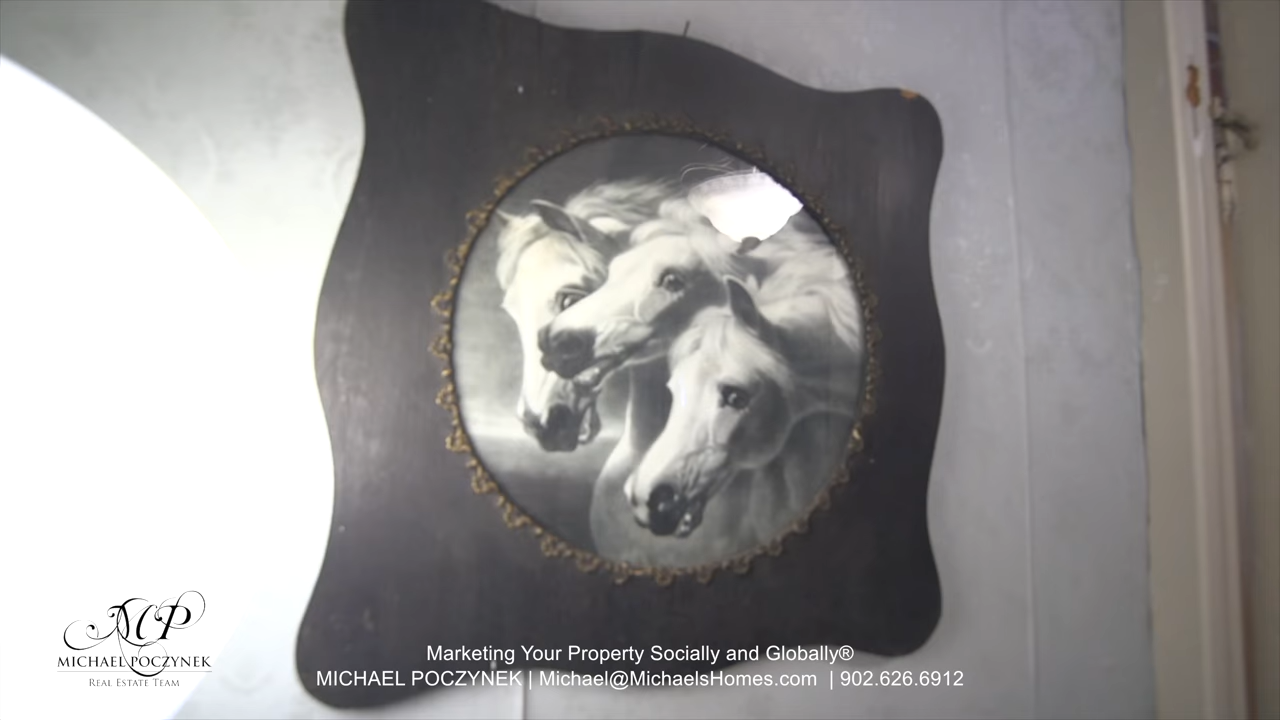 MCP
MICHAEL POCZYNEK
REAL ESTATE TEAM
Marketing Your Property Socially and Globally®
MICHAEL POCZYNEK | Michael@MichaelsHomes.com | 902.626.6912